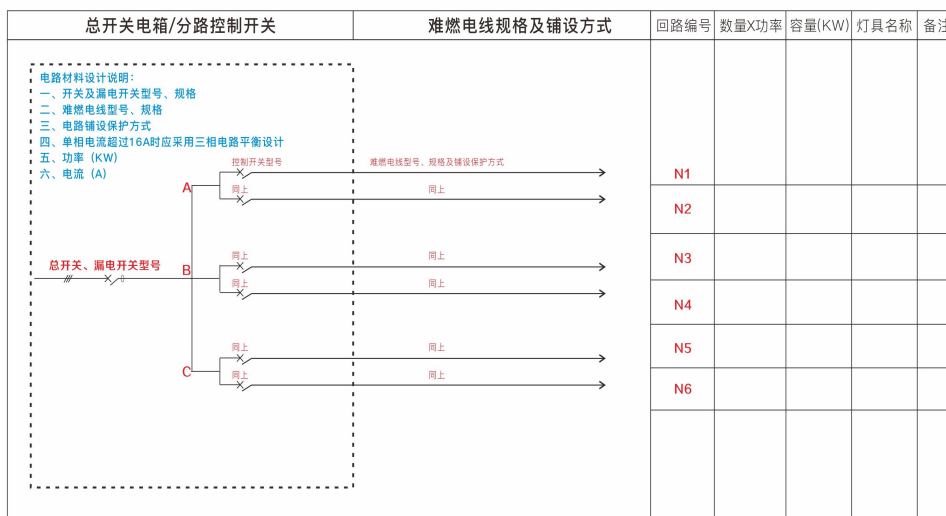 总开关电箱/分路控制开关
难燃电线规格及铺设方式
回路编号
数量X功率
容量(KW)
灯具名称
备注
电路材料设计说明:
一、开关及漏电开关型号、规格
二、难燃电线型号、规格
三、电路铺设保护方式
四、单相电流超过16A时应采用三相电路平衡设计
五、功率 (KW)
六、电流 (A)
控制开关型号
难燃电线型号、规格及铺设保护方式
N1
A
同上
同上
N2
同上
同上
N3
总开关、漏电开关型号
B
同上
同上
N4
同上
同上
N5
C
同上
同上
N6